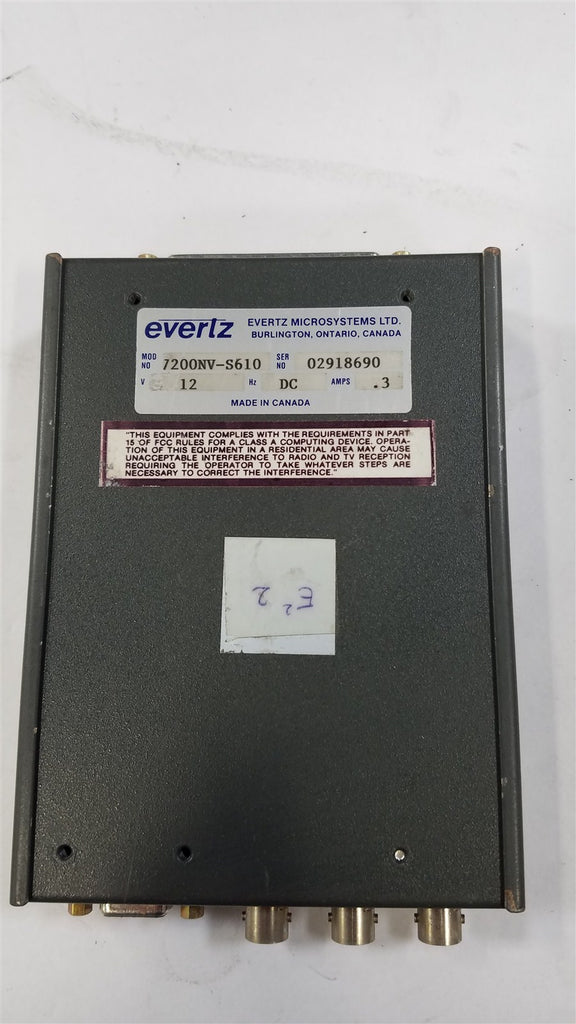 evertz EVERTZ MICROSYSTEMS LTD.
BURLINGTON, ONTARIO, CANADA
MOD NO 7200NV-S610 SER NO 02918690
V 12 Hz DC AMPS .3
MADE IN CANADA
"THIS EQUIPMENT COMPLIES WITH THE REQUIREMENTS IN PART
15 OF FCC RULES FOR A CLASS A COMPUTING DEVICE. OPERA-
TION OF THIS EQUIPMENT IN A RESIDENTIAL AREA MAY CAUSE
UNACCEPTABLE INTERFERENCE TO RADIO AND TV RECEPTION
REQUIRING THE OPERATOR TO TAKE WHATEVER STEPS ARE
NECESSARY TO CORRECT THE INTERFERENCE."